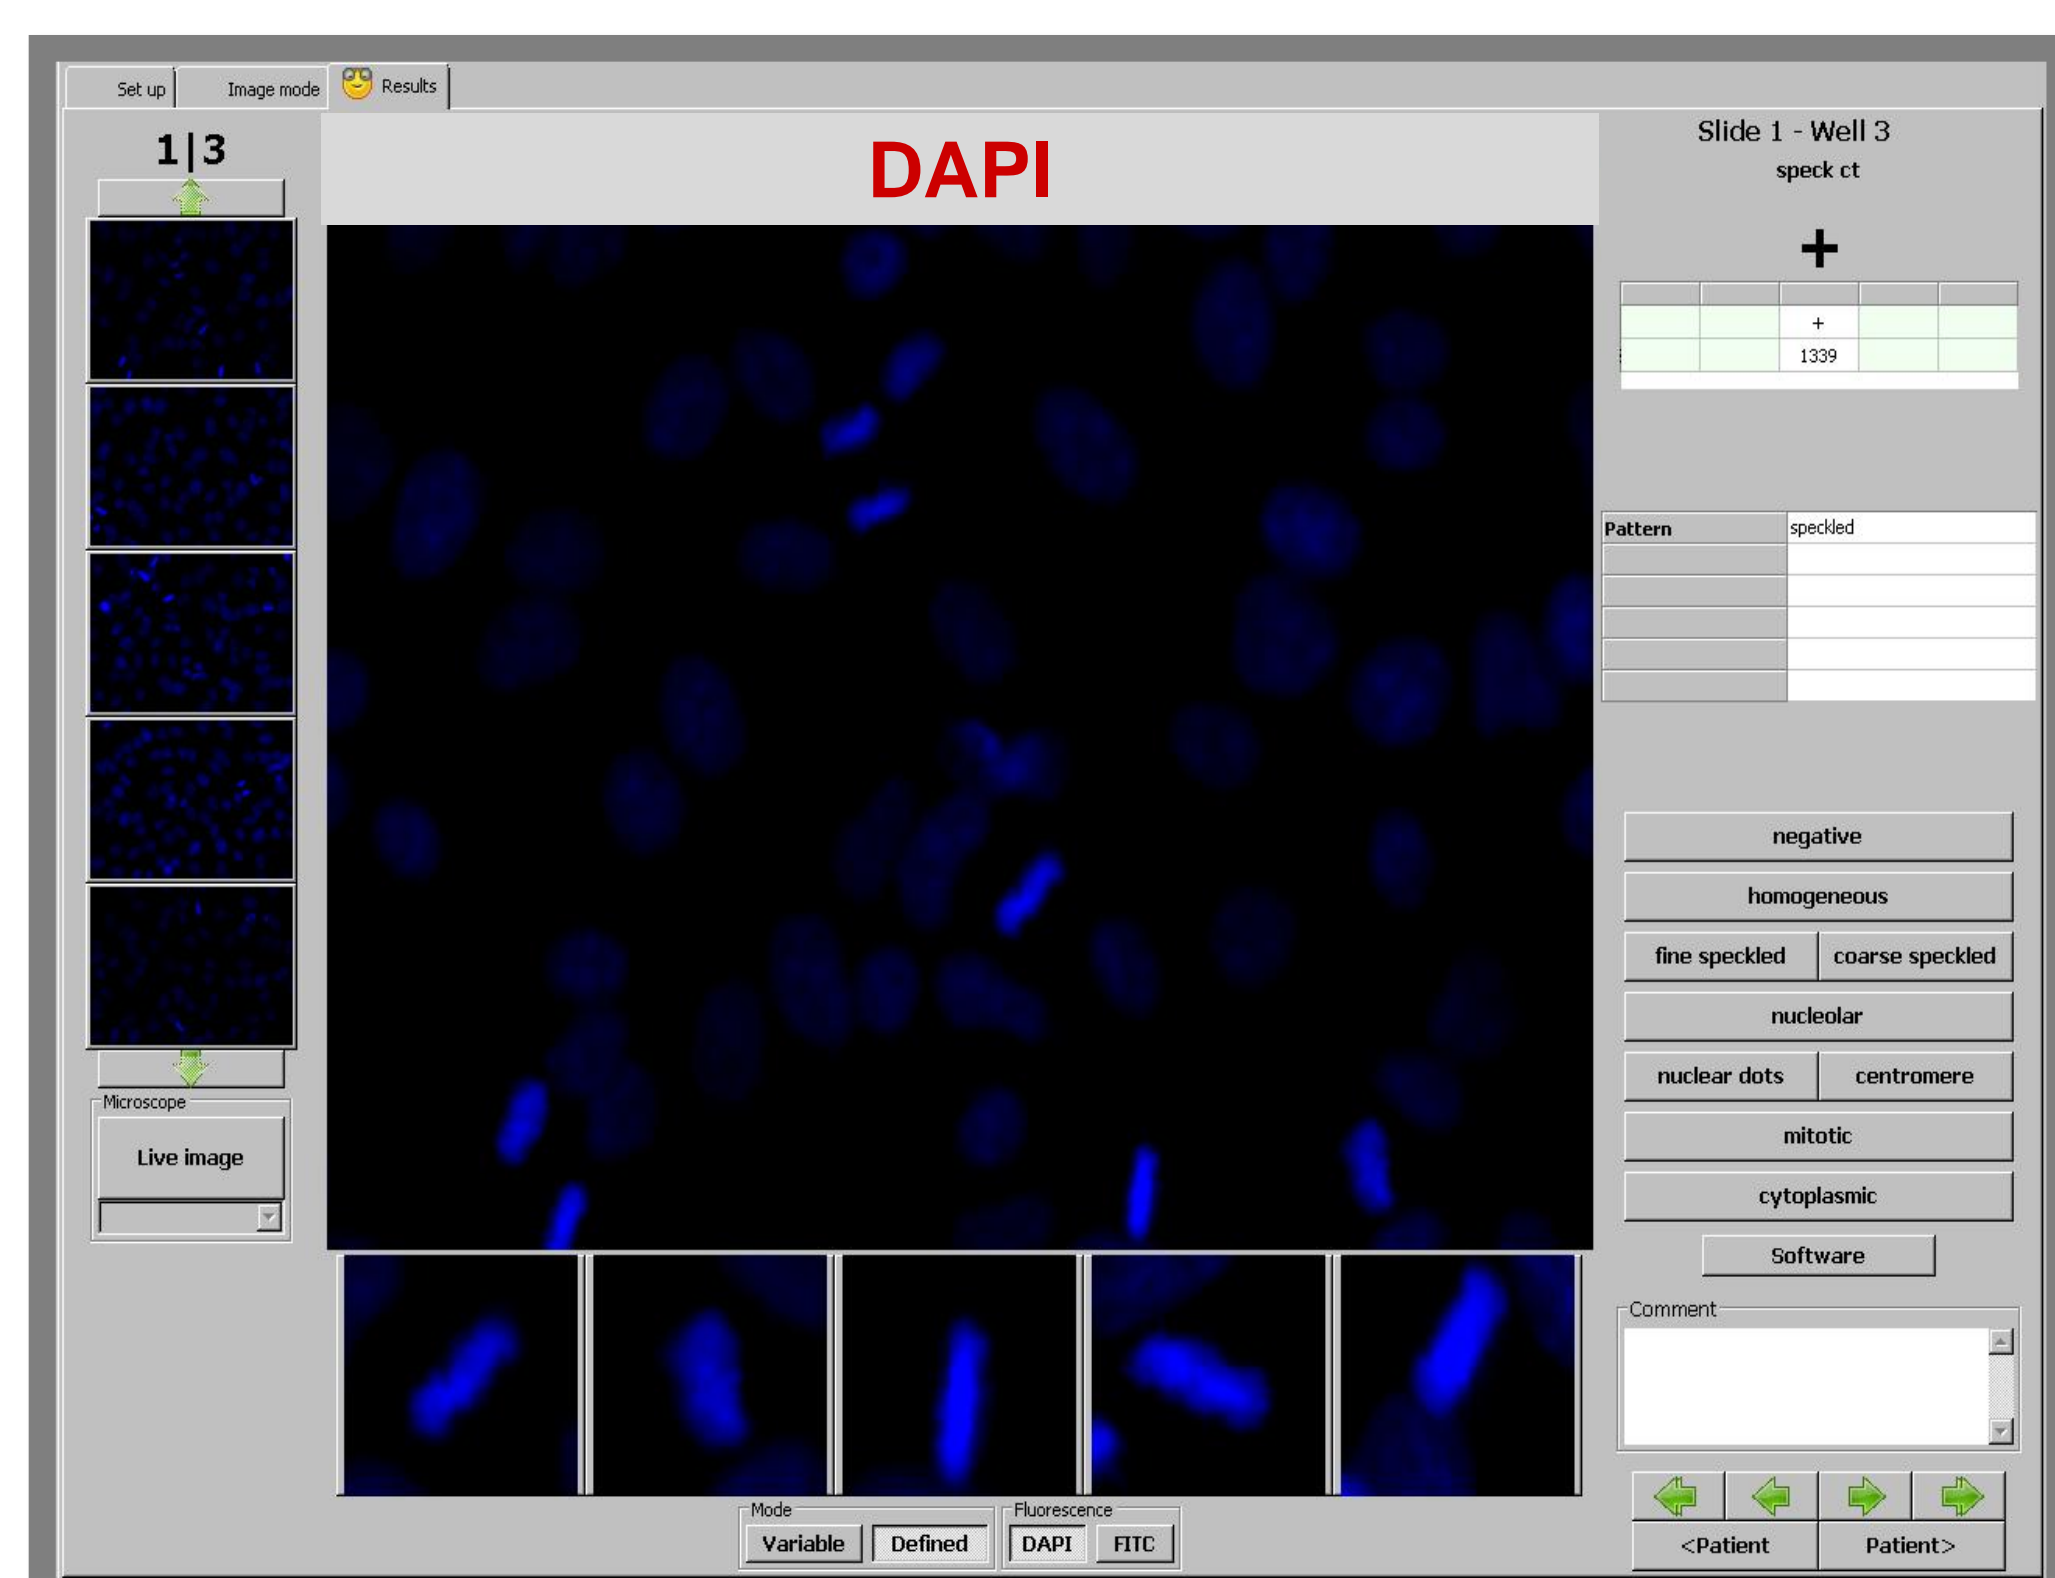 Set up
Image mode
Results
1|3
DAPI
Slide 1 - Well 3
speck ct
+
+
1339
Pattern speckled
negative
homogeneous
fine speckled coarse speckled
nucleolar
nuclear dots centromere
mitotic
cytoplasmic
Software
Comment
Microscope
Live image
Mode
Variable Defined
Fluorescence
DAPI FITC
<Patient Patient>